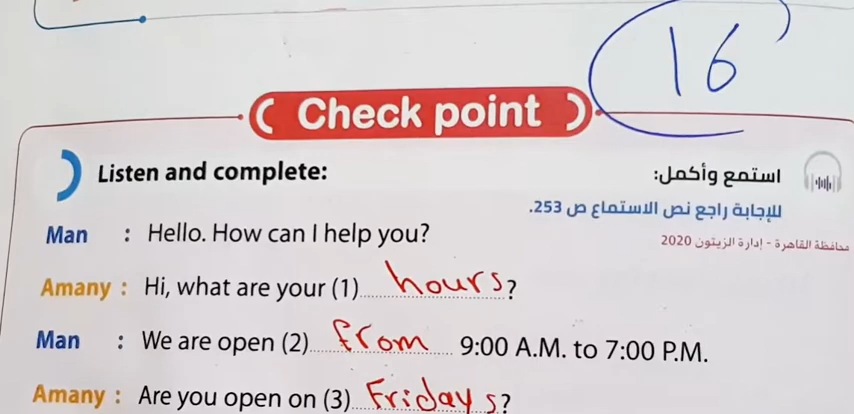 16
Check point
Listen and complete:
استمع وأكمل:
للإجابة راجع نص الاستماع ص 253.
محافظة القاهرة - إدارة الزيتون 2020
Man : Hello. How can I help you?
Amany : Hi, what are your (1) hours?
Man : We are open (2) from 9:00 A.M. to 7:00 P.M.
Amany : Are you open on (3) Fridays?